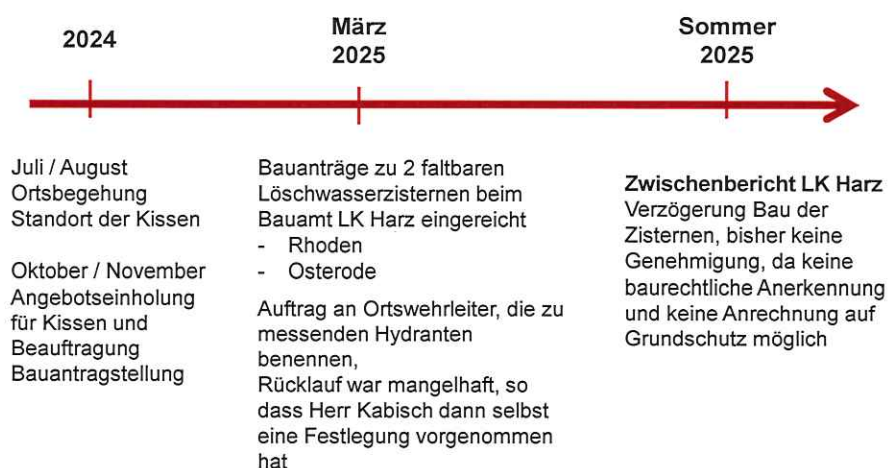 2024
März
2025
Sommer
2025
Juli / August
Ortsbegehung
Standort der Kissen
Oktober / November
Angebotseinholung
für Kissen und
Beauftragung
Bauantragstellung
Bauanträge zu 2 faltbaren
Löschwasserzisternen beim
Bauamt LK Harz eingereicht
- Rhoden
- Osterode
Auftrag an Ortswehrleiter, die zu
messenden Hydranten
benennen,
Rücklauf war mangelhaft, so
dass Herr Kabisch dann selbst
eine Festlegung vorgenommen
hat
Zwischenbericht LK Harz
Verzögerung Bau der
Zisternen, bisher keine
Genehmigung, da keine
baurechtliche Anerkennung
und keine Anrechnung auf
Grundschutz möglich